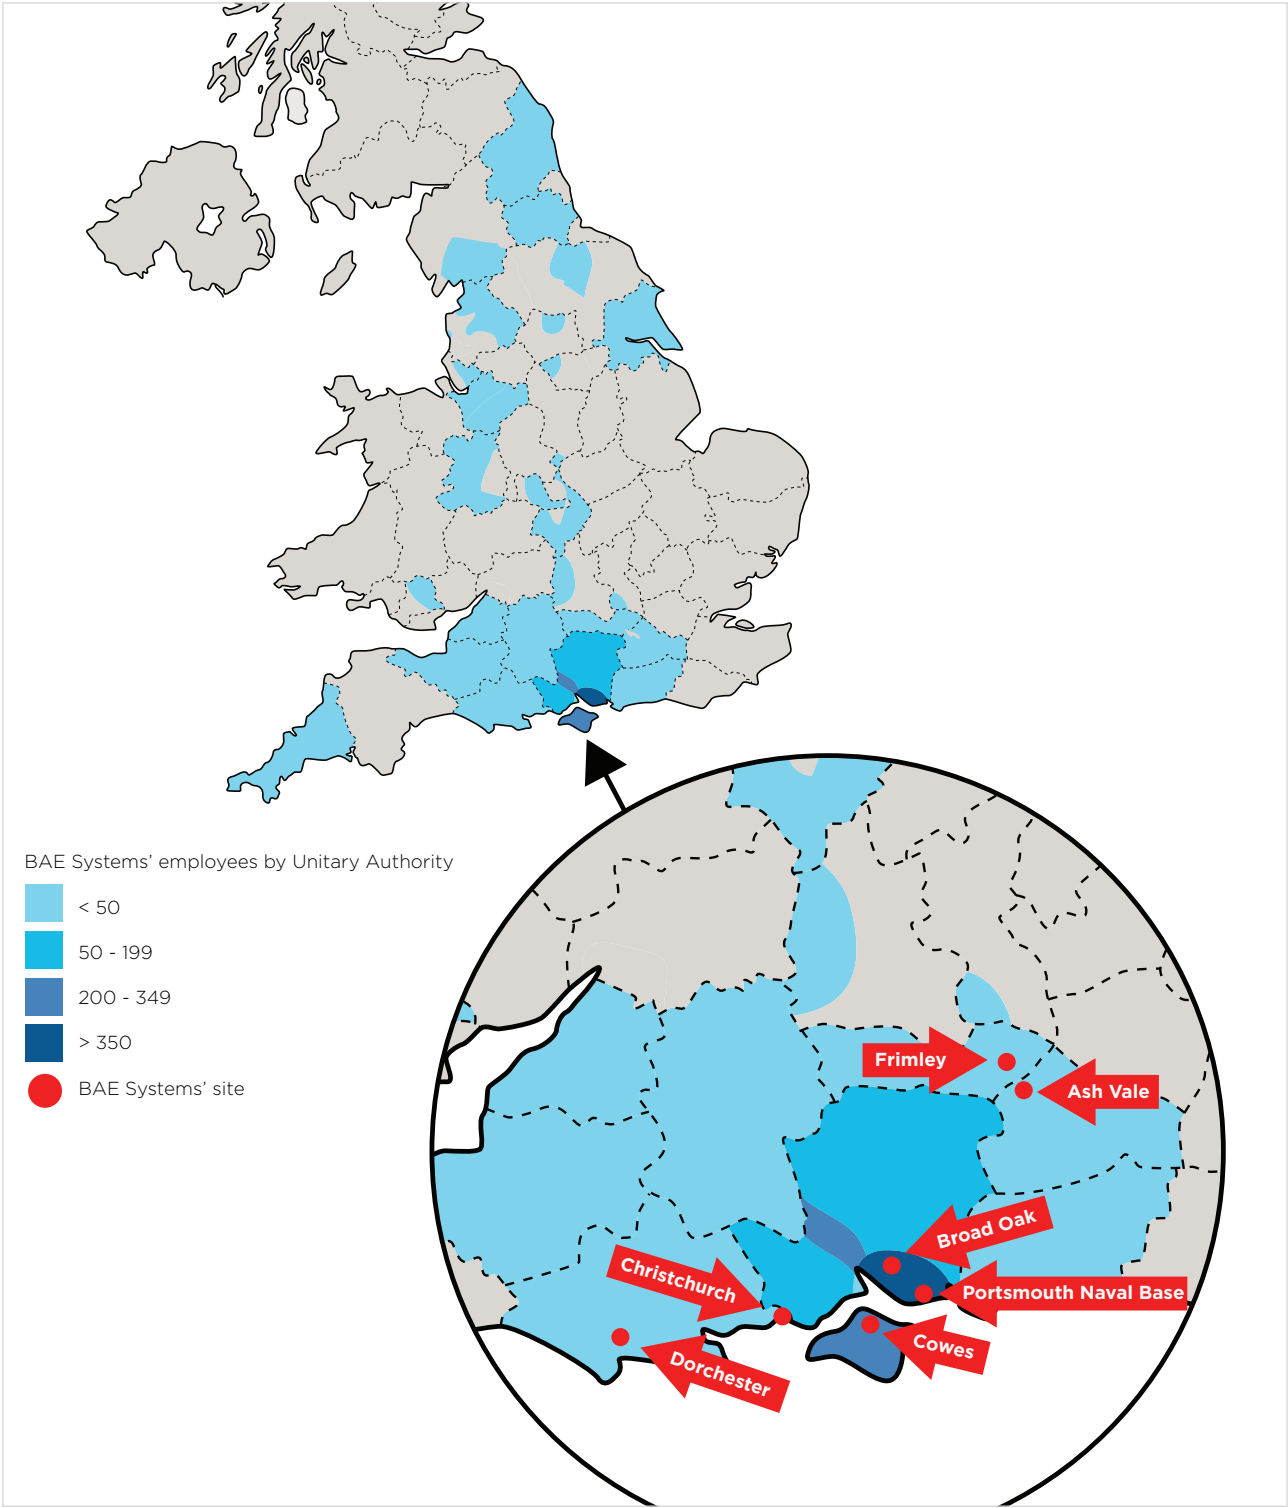 BAE Systems’ employees by Unitary Authority
< 50
50 - 199
200 - 349
> 350
BAE Systems’ site
Frimley
Ash Vale
Broad Oak
Christchurch
Portsmouth Naval Base
Cowes
Dorchester